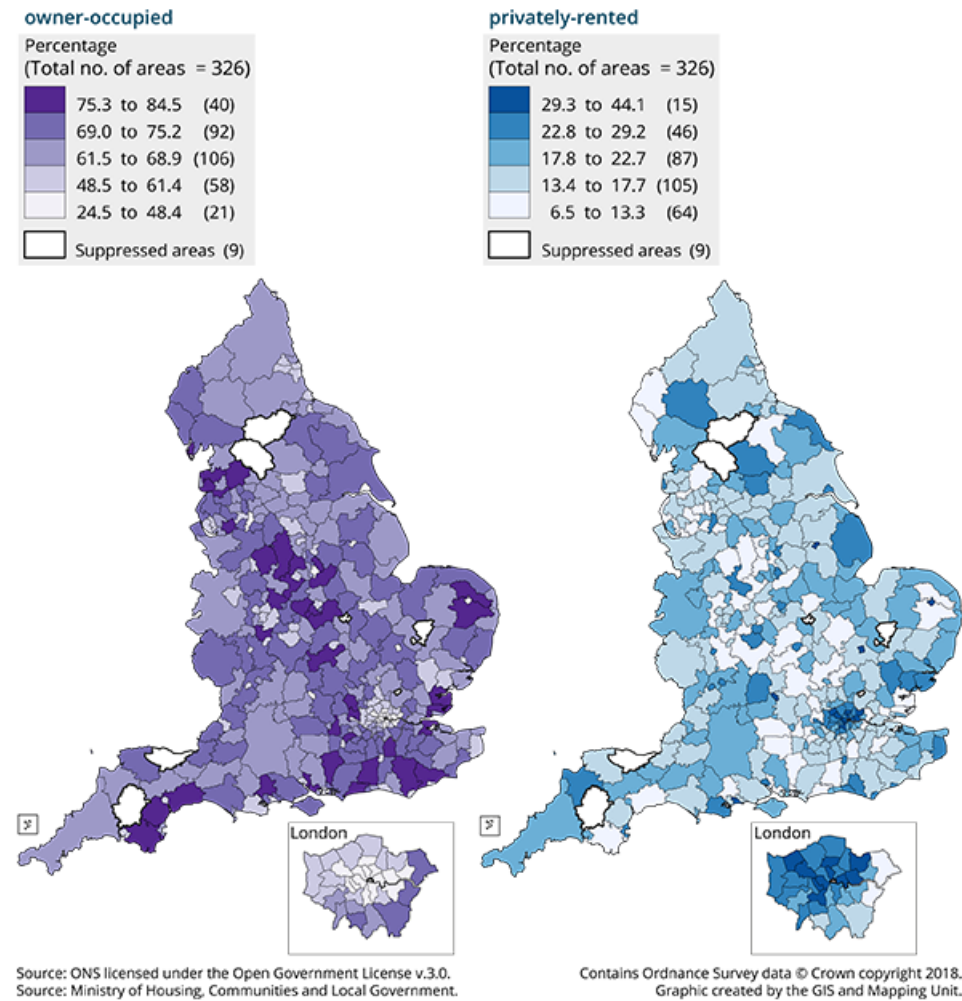 owner-occupied
Percentage
(Total no. of areas = 326)
75.3 to 84.5 (40)
69.0 to 75.2 (92)
61.5 to 68.9 (106)
48.5 to 61.4 (58)
24.5 to 48.4 (21)
Suppressed areas (9)
privately-rented
Percentage
(Total no. of areas = 326)
29.3 to 44.1 (15)
22.8 to 29.2 (46)
17.8 to 22.7 (87)
13.4 to 17.7 (105)
6.5 to 13.3 (64)
Suppressed areas (9)
London
London
Source: ONS licensed under the Open Government License v.3.0.
Source: Ministry of Housing, Communities and Local Government.
Contains Ordnance Survey data © Crown copyright 2018.
Graphic created by the GIS and Mapping Unit.